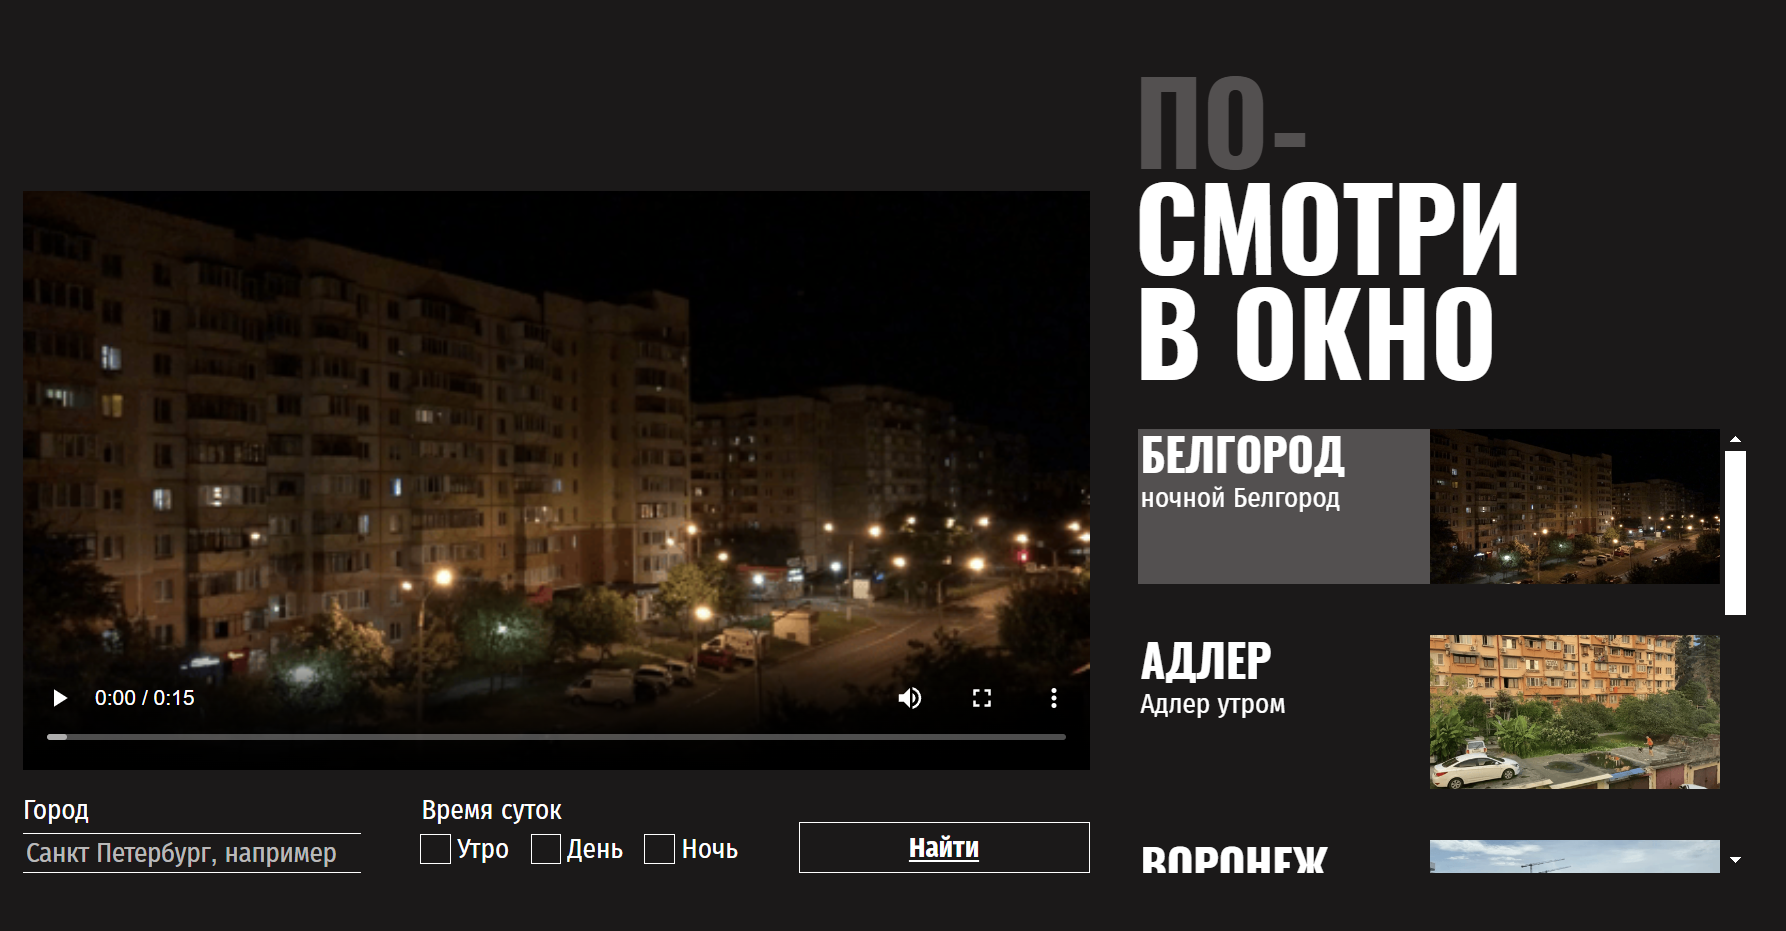 ПО-
СМОТРИ
В ОКНО
0:00 / 0:15
Город
Санкт Петербург, например
Время суток
Утро
День
Ночь
Найти
БЕЛГОРОД
ночной Белгород
АДЛЕР
Адлер утром
ВОРОНЕЖ